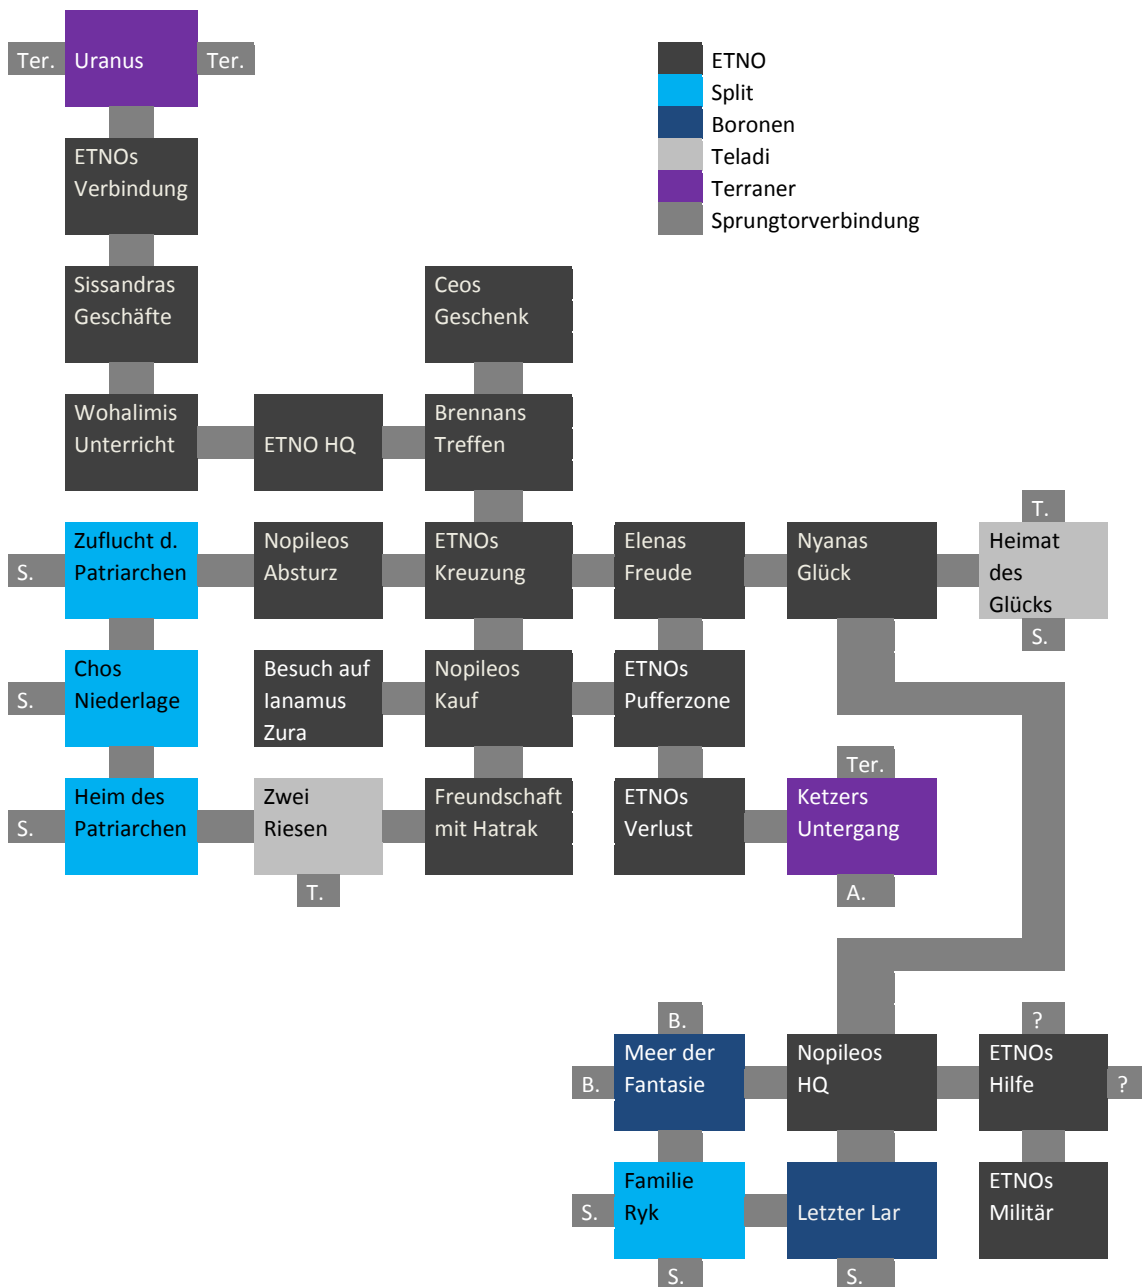 Ter.
Uranus
Ter.
ETNO
Split
Boronen
Teladi
Terraner
Sprungtorverbindung
ETNOs
Verbindung
Sissandras
Geschäfte
Ceos
Geschenk
Wohalimis
Unterricht
ETNO HQ
Brennans
Treffen
T.
S.
Zuflucht d.
Patriarchen
Nopileos
Absturz
ETNOs
Kreuzung
Elenas
Freude
Nyanas
Glück
Heimat
des
Glücks
S.
S.
Chos
Niederlage
Besuch auf
Ianamus
Zura
Nopileos
Kauf
ETNOs
Pufferzone
Ter.
S.
Heim des
Patriarchen
Zwei
Riesen
Freundschaft
mit Hatrak
ETNOs
Verlust
Ketzers
Untergang
T.
A.
B.
?
B.
Meer der
Fantasie
Nopileos
HQ
ETNOs
Hilfe
?
S.
Familie
Ryk
Letzter Lar
ETNOs
Militär
S.
S.